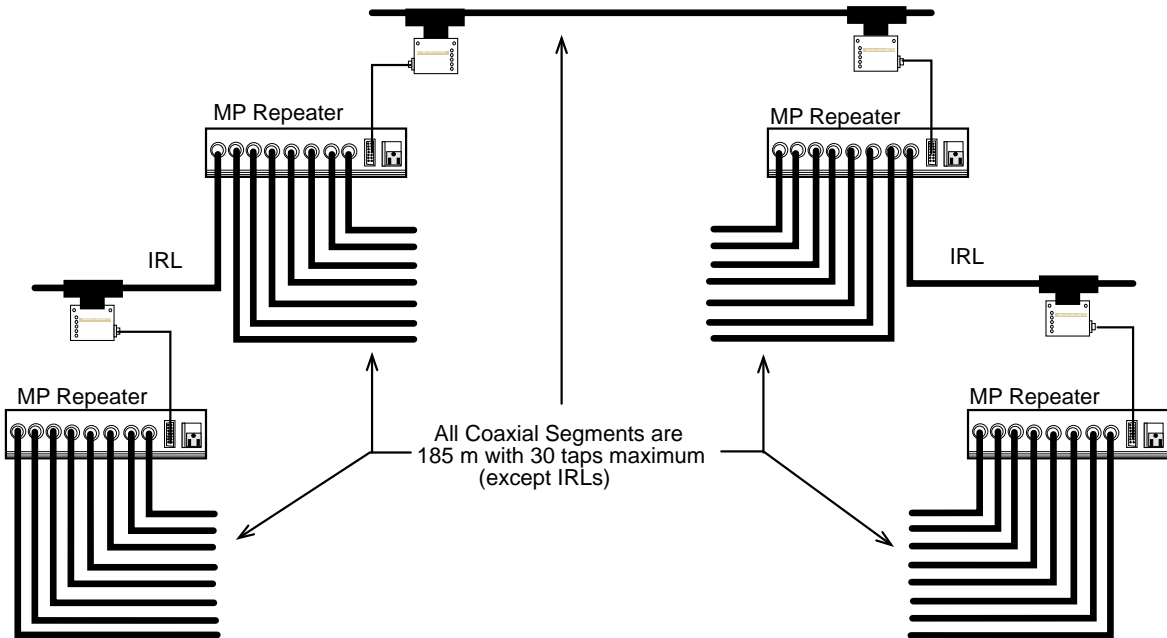 MP Repeater
MP Repeater
IRL
IRL
MP Repeater
MP Repeater
All Coaxial Segments are
185 m with 30 taps maximum
(except IRLs)